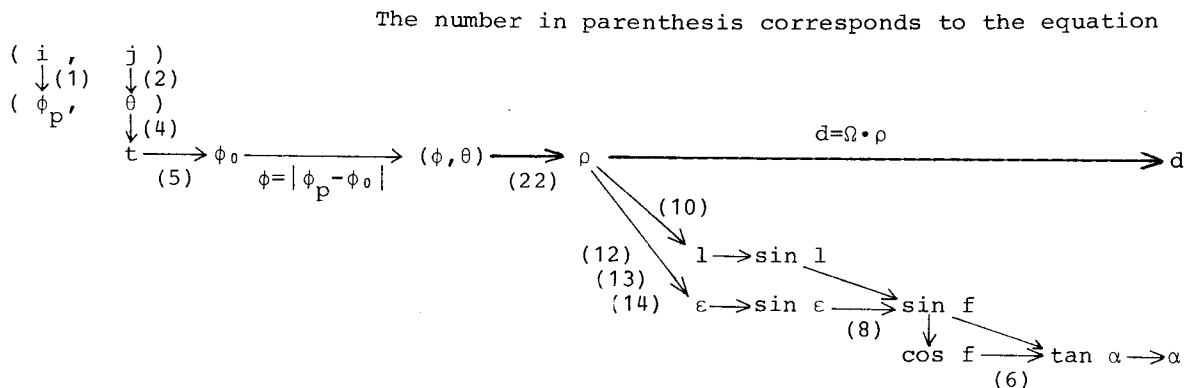 The number in parenthesis corresponds to the equation
( i , j )
(1) (2)
( ϕp, θ )
(4)
t ϕ0 (ϕ,θ) ρ d=Ω•ρ d
(5) ϕ=|ϕp-ϕ0| (22)
(10)
(12) l sin l
(13)
(14) ε sin ε (8) sin f
cos f tan α α
(6)